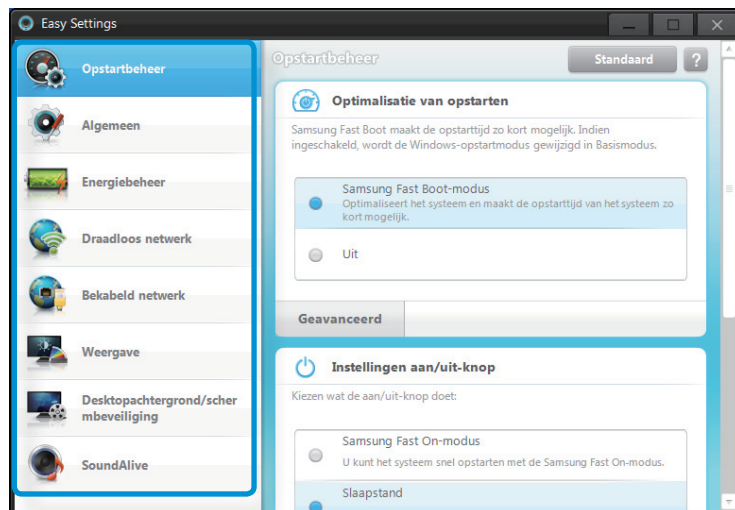 Easy Settings
Opstartbeheer
Algemeen
Energiebeheer
Draadloos netwerk
Bekabeld netwerk
Weergave
Desktopachtergrond/scher
mbeveiliging
SoundAlive
Opstartbeheer
Standaard
?
Optimalisatie van opstarten
Samsung Fast Boot maakt de opstarttijd zo kort mogelijk. Indien
ingeschakeld, wordt de Windows-opstartmodus gewijzigd in Basismodus.
Samsung Fast Boot-modus
Optimaliseert het systeem en maakt de opstarttijd van het systeem zo
kort mogelijk.
Uit
Geavanceerd
Instellingen aan/uit-knop
Kiezen wat de aan/uit-knop doet:
Samsung Fast On-modus
U kunt het systeem snel opstarten met de Samsung Fast On-modus.
Slaapstand